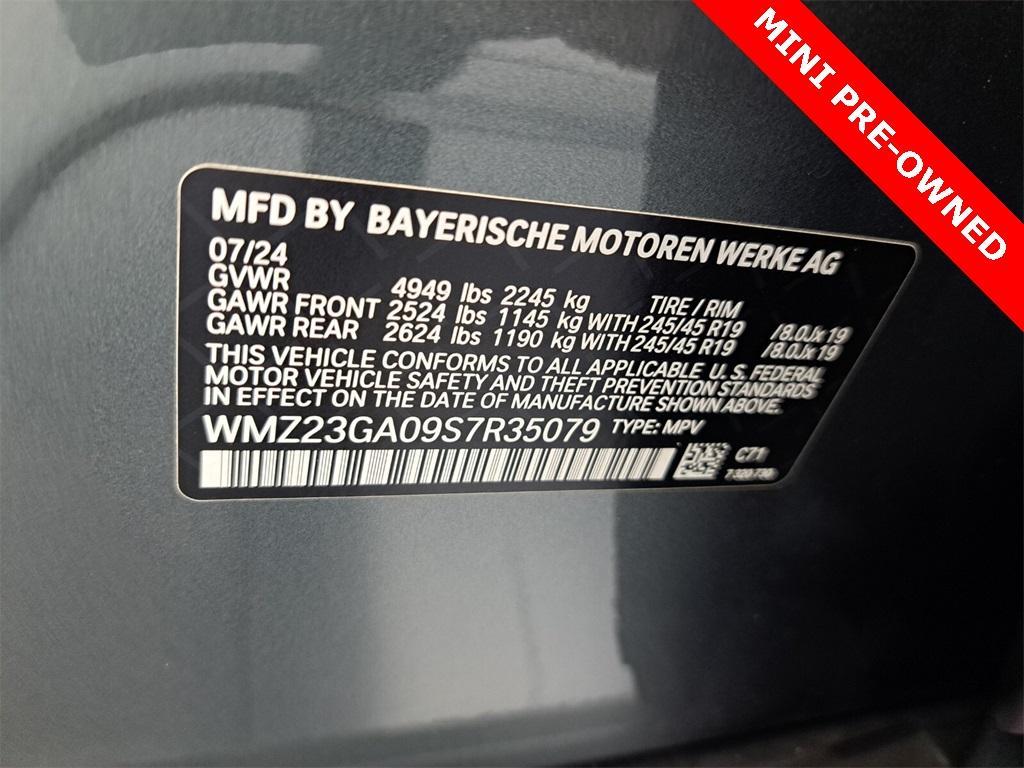 MINI PRE-OWNED
MFD BY BAYERISCHE MOTOREN WERKE AG
07/24
GVWR 4949 lbs 2245 kg TIRE / RIM
GAWR FRONT 2524 lbs 1145 kg WITH 245/45 R19 /8.0Jx19
GAWR REAR 2624 lbs 1190 kg WITH 245/45 R19 /8.0Jx19
THIS VEHICLE CONFORMS TO ALL APPLICABLE U.S. FEDERAL
MOTOR VEHICLE SAFETY AND THEFT PREVENTION STANDARDS
IN EFFECT ON THE DATE OF MANUFACTURE SHOWN ABOVE.
WMZ23GA09S7R35079 TYPE: MPV
C71